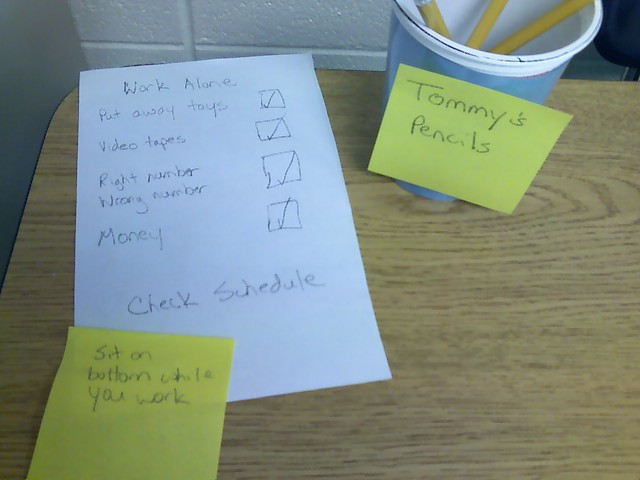 Work Alone
Put away toys
Video tapes
Right number
Wrong number
Money
Check Schedule
Sit on
bottom while
you work
Tommy's
Pencils